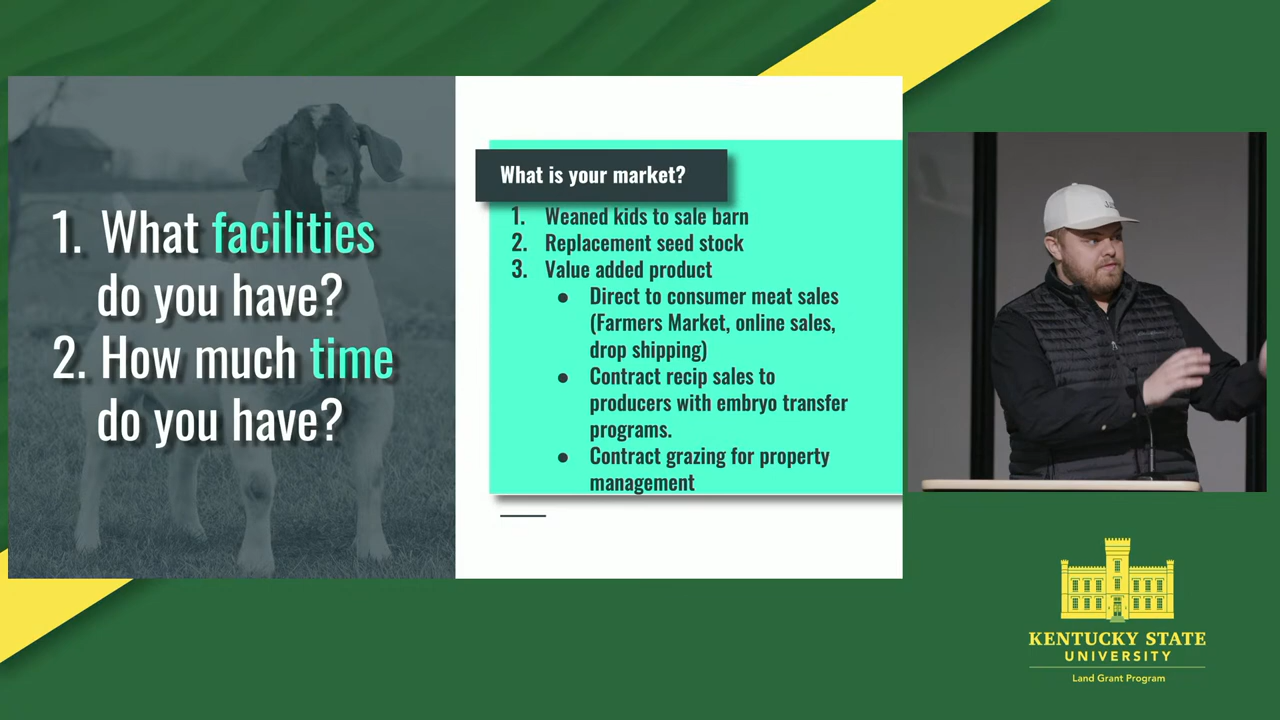 1. What facilities
do you have?
2. How much time
do you have?
What is your market?
1. Weaned kids to sale barn
2. Replacement seed stock
3. Value added product
● Direct to consumer meat sales
(Farmers Market, online sales,
drop shipping)
● Contract recip sales to
producers with embryo transfer
programs.
● Contract grazing for property
management
KENTUCKY STATE
UNIVERSITY
Land Grant Program